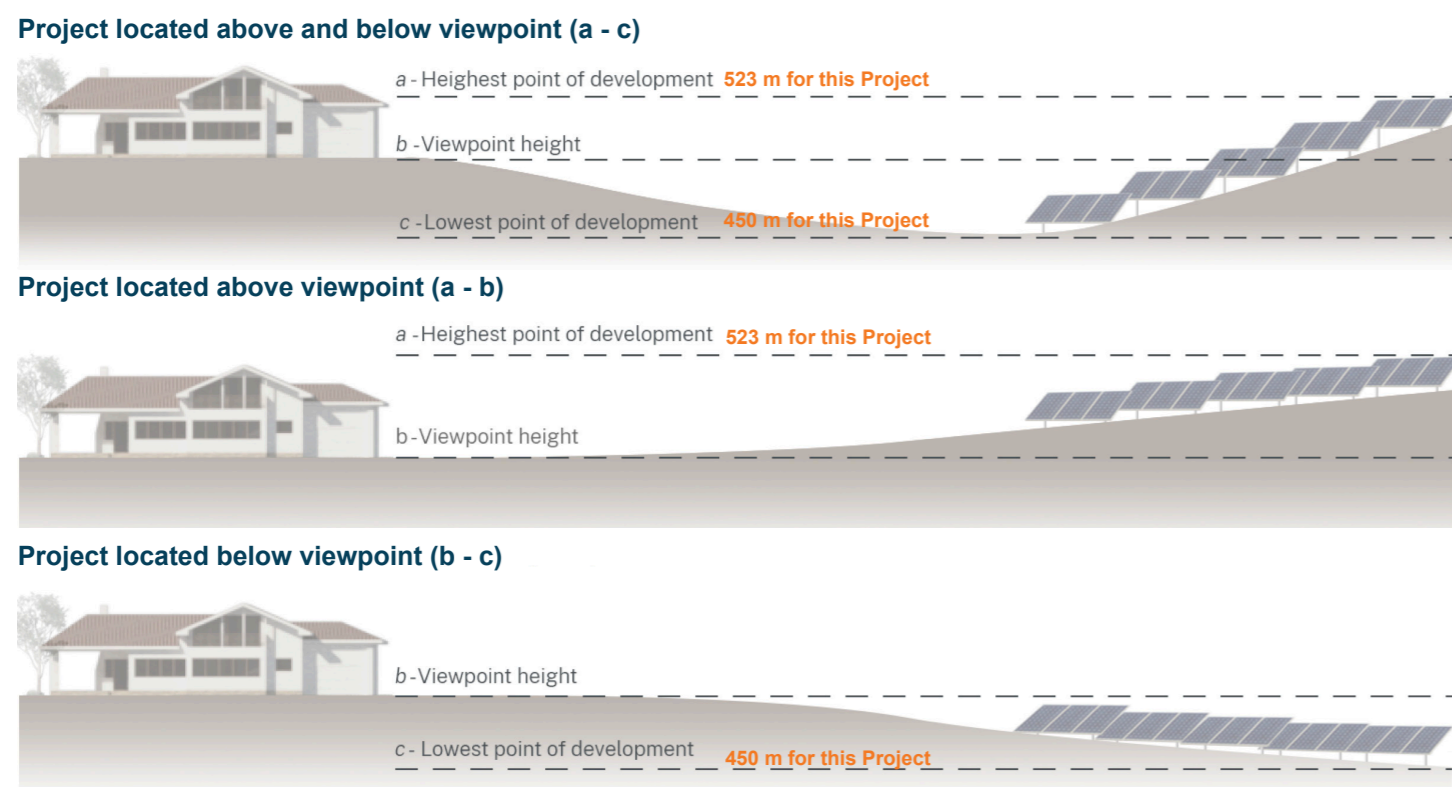 Project located above and below viewpoint (a - c)
a - Heighest point of development 523 m for this Project
b - Viewpoint height
c - Lowest point of development 450 m for this Project
Project located above viewpoint (a - b)
a - Heighest point of development 523 m for this Project
b - Viewpoint height
Project located below viewpoint (b - c)
b - Viewpoint height
c - Lowest point of development 450 m for this Project